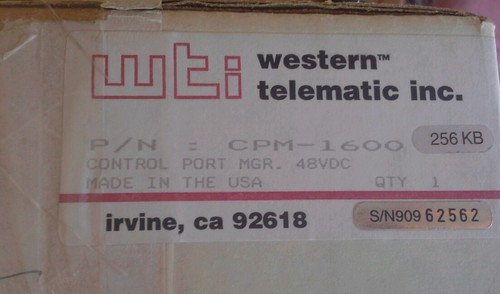 wti western™
telematic inc.
P/N : CPM-1600 256 KB
CONTROL PORT MGR. 48VDC
MADE IN THE USA QTY 1
irvine, ca 92618 S/N909 62562